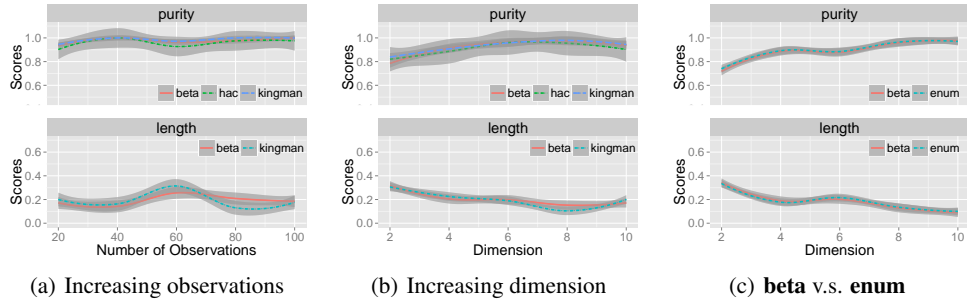 purity
Scores
1.0
0.8
0.6
beta hac kingman
length
beta kingman
Scores
0.6
0.4
0.2
0.0
20 40 60 80 100
Number of Observations
(a) Increasing observations
purity
Scores
1.0
0.8
0.6
beta hac kingman
length
beta kingman
Scores
0.6
0.4
0.2
0.0
2 4 6 8 10
Dimension
(b) Increasing dimension
purity
Scores
1.0
0.8
0.6
beta enum
length
beta enum
Scores
0.6
0.4
0.2
0.0
2 4 6 8 10
Dimension
(c) beta v.s. enum